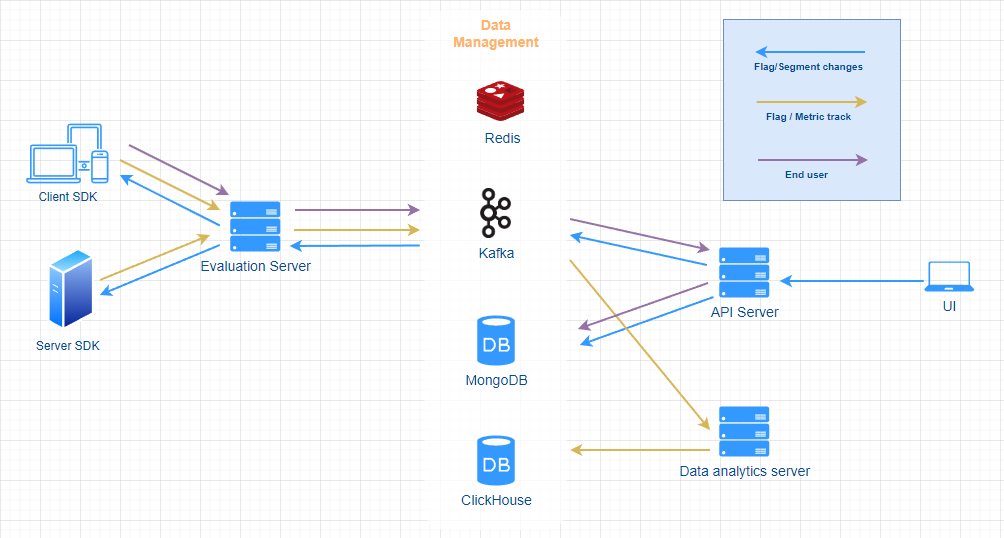 Data
Management
Flag/Segment changes
Flag / Metric track
End user
Redis
Client SDK
Kafka
Evaluation Server
API Server
UI
Server SDK
DB
MongoDB
DB
ClickHouse
Data analytics server